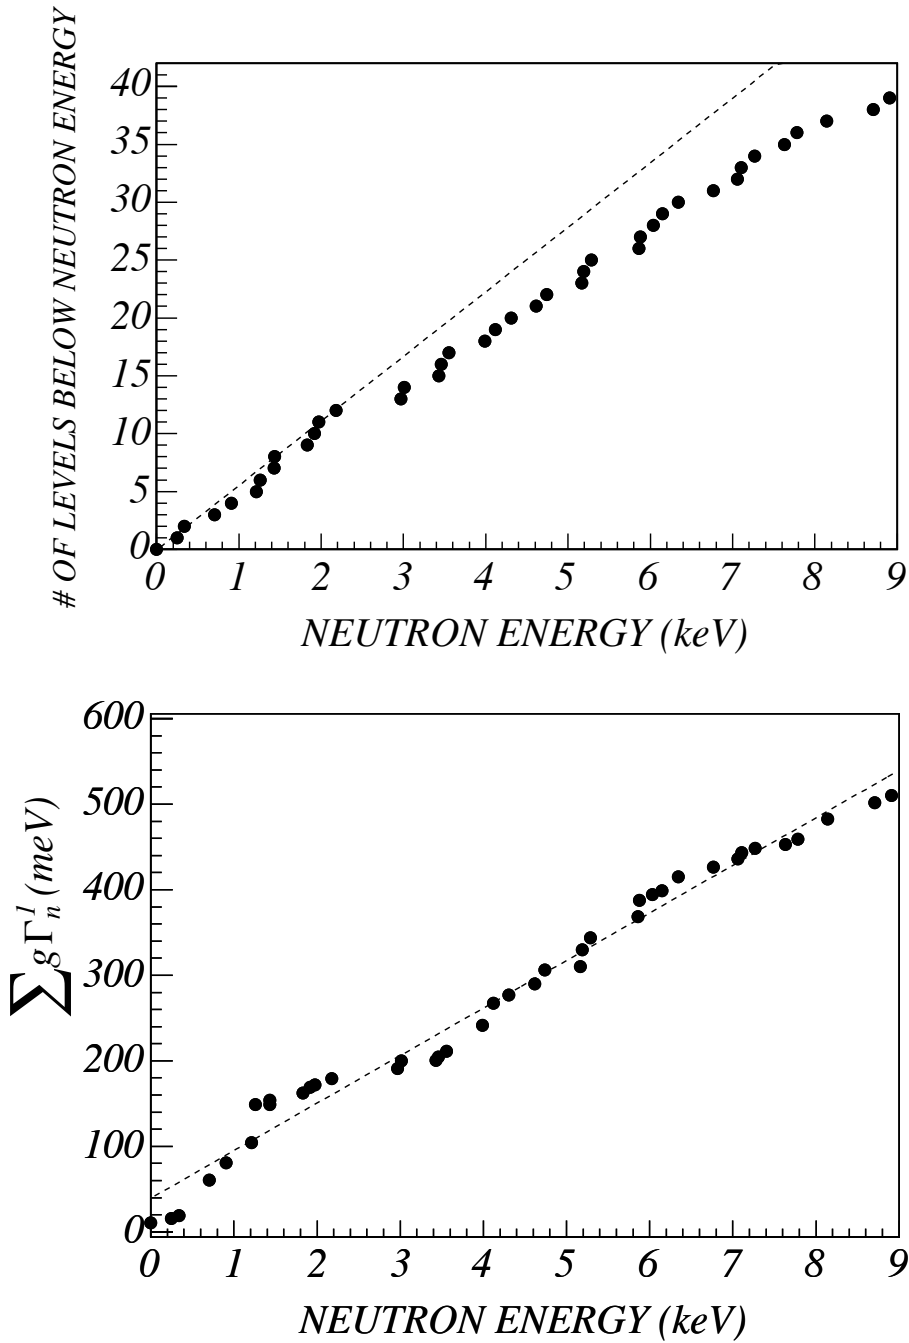 # OF LEVELS BELOW NEUTRON ENERGY
40
35
30
25
20
15
10
5
0
0 1 2 3 4 5 6 7 8 9
NEUTRON ENERGY (keV)
∑gΓₙ¹ (meV)
600
500
400
300
200
100
0
0 1 2 3 4 5 6 7 8 9
NEUTRON ENERGY (keV)